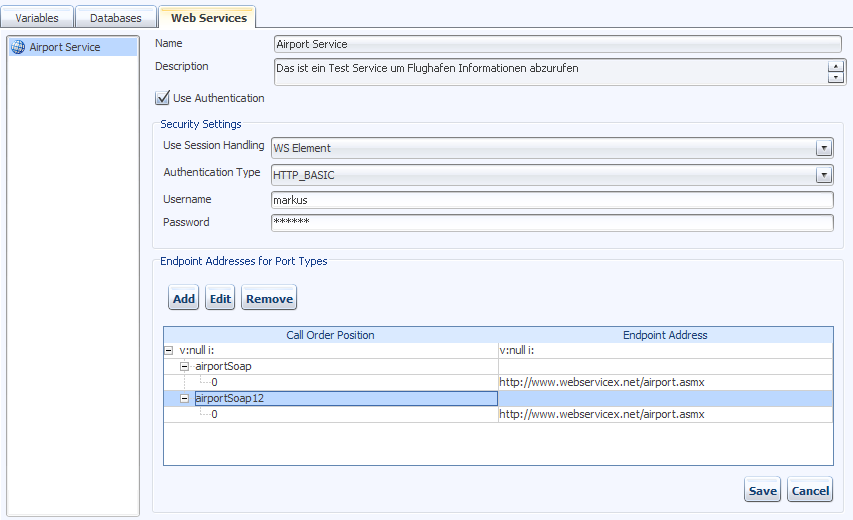 Variables Databases Web Services
Airport Service
Name Airport Service
Description Das ist ein Test Service um Flughafen Informationen abzurufen
Use Authentication
Security Settings
Use Session Handling WS Element
Authentication Type HTTP_BASIC
Username markus
Password ******
Endpoint Addresses for Port Types
Add Edit Remove
Call Order Position Endpoint Address
v:null i: v:null i:
airportSoap
0 http://www.webservicex.net/airport.asmx
airportSoap12
0 http://www.webservicex.net/airport.asmx
Save Cancel